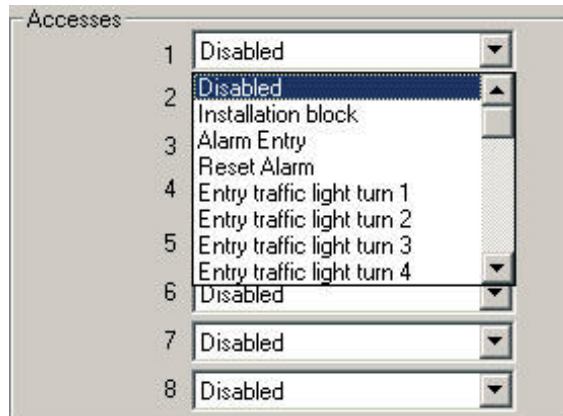 Accesses
1 Disabled
2 Disabled
Installation block
3 Alarm Entry
Reset Alarm
4 Entry traffic light turn 1
Entry traffic light turn 2
5 Entry traffic light turn 3
Entry traffic light turn 4
6 Disabled
7 Disabled
8 Disabled